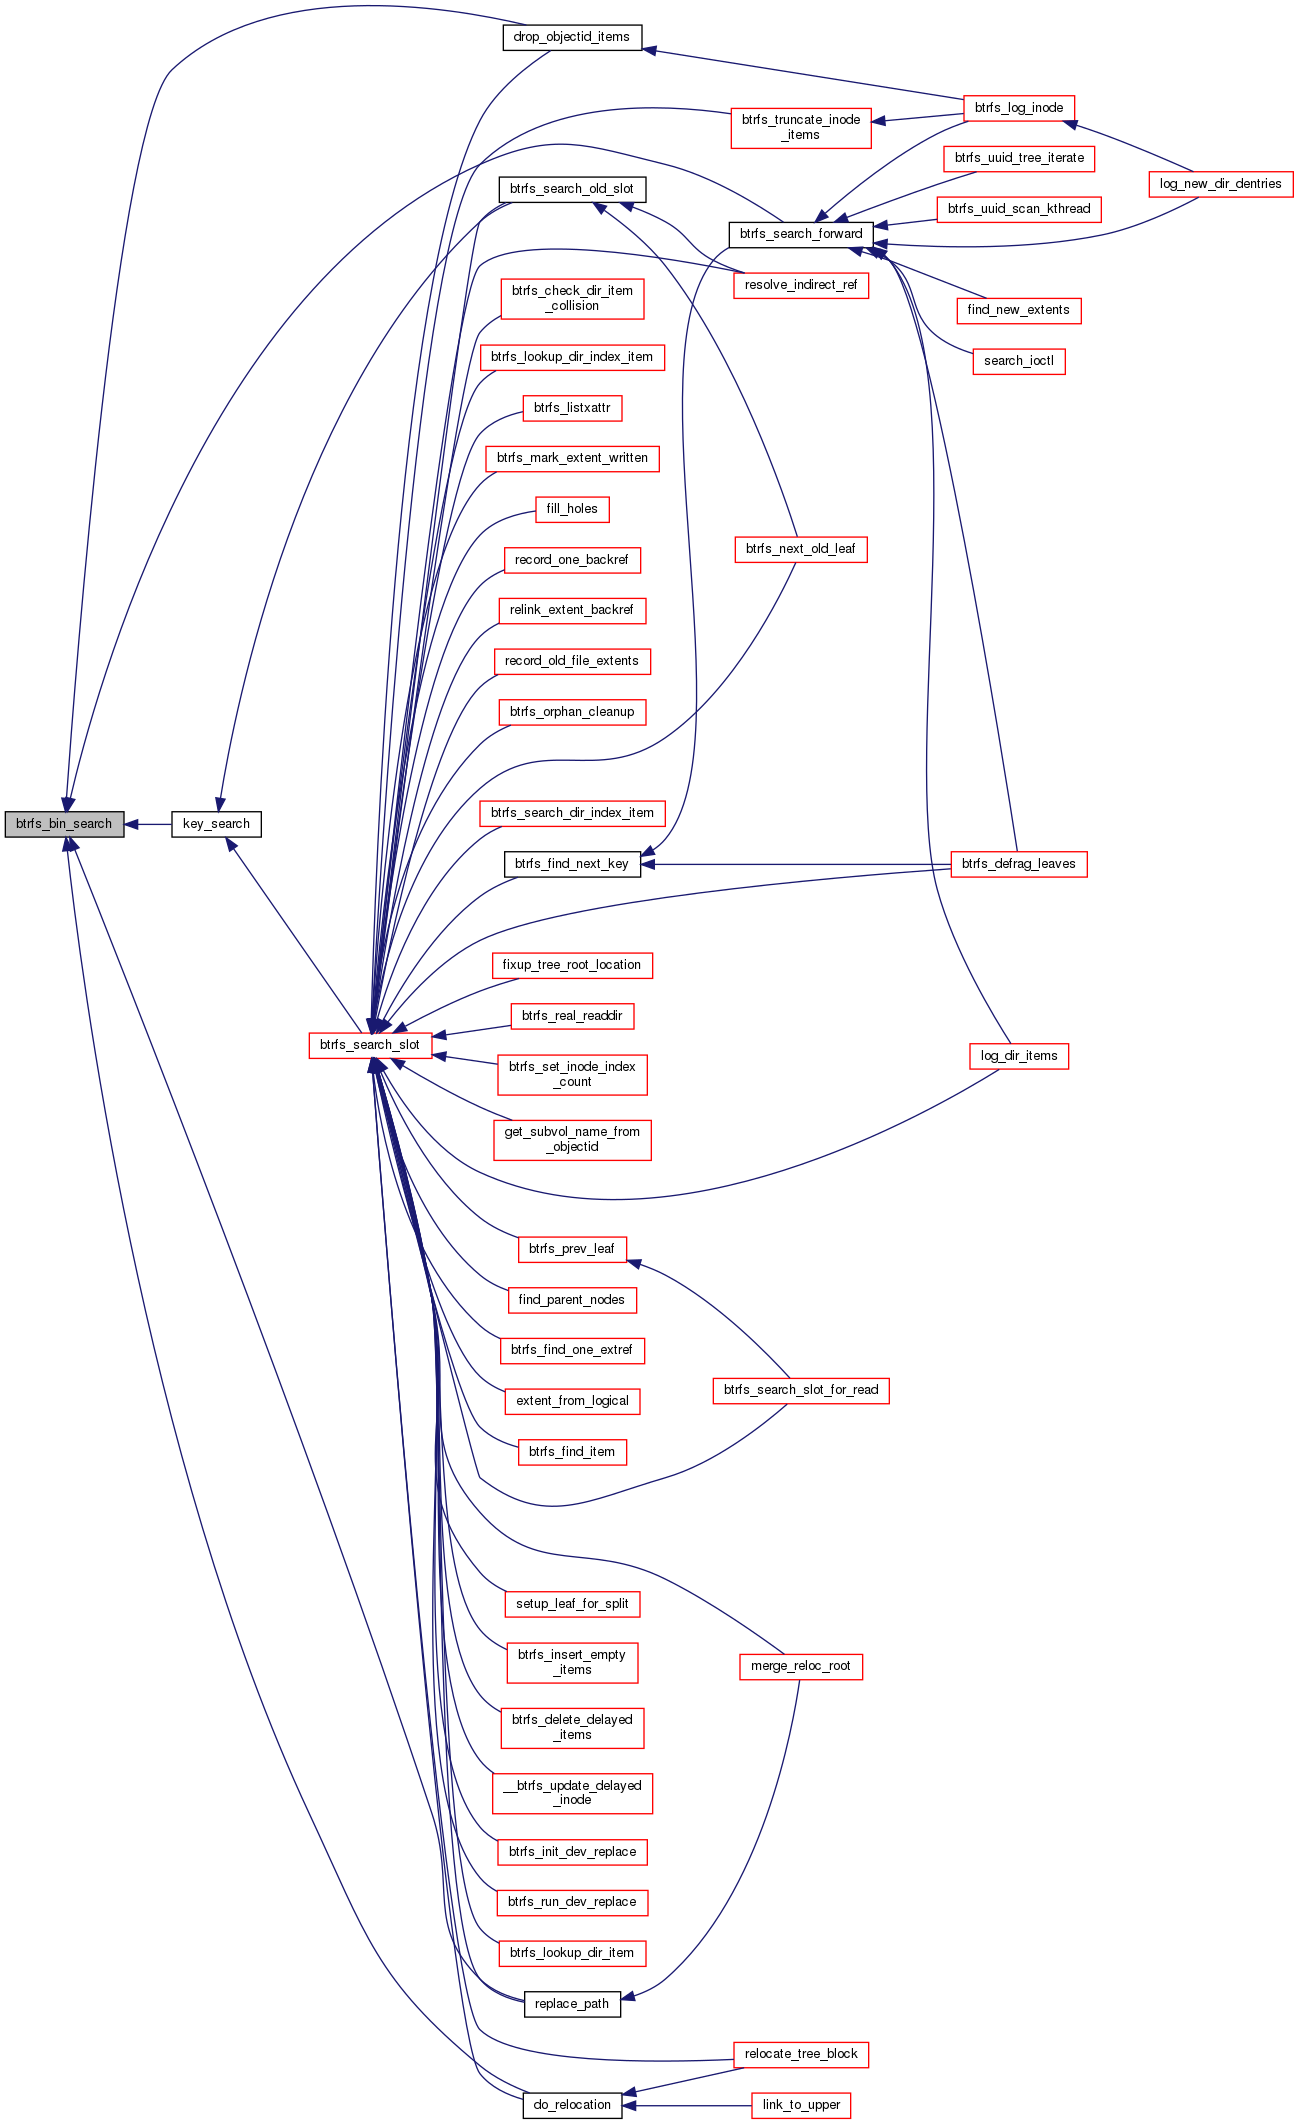 drop_objectid_items
btrfs_log_inode
btrfs_truncate_inode
_items
btrfs_uuid_tree_iterate
log_new_dir_dentries
btrfs_search_old_slot
btrfs_uuid_scan_kthread
btrfs_search_forward
resolve_indirect_ref
btrfs_check_dir_item
_collision
find_new_extents
btrfs_lookup_dir_index_item
search_ioctl
btrfs_listxattr
btrfs_mark_extent_written
fill_holes
btrfs_next_old_leaf
record_one_backref
relink_extent_backref
record_old_file_extents
btrfs_orphan_cleanup
btrfs_search_dir_index_item
btrfs_bin_search
key_search
btrfs_find_next_key
btrfs_defrag_leaves
fixup_tree_root_location
btrfs_real_readdir
btrfs_search_slot
log_dir_items
btrfs_set_inode_index
_count
get_subvol_name_from
_objectid
btrfs_prev_leaf
find_parent_nodes
btrfs_find_one_extref
btrfs_search_slot_for_read
extent_from_logical
btrfs_find_item
setup_leaf_for_split
btrfs_insert_empty
_items
merge_reloc_root
btrfs_delete_delayed
_items
__btrfs_update_delayed
_inode
btrfs_init_dev_replace
btrfs_run_dev_replace
btrfs_lookup_dir_item
replace_path
relocate_tree_block
do_relocation
link_to_upper